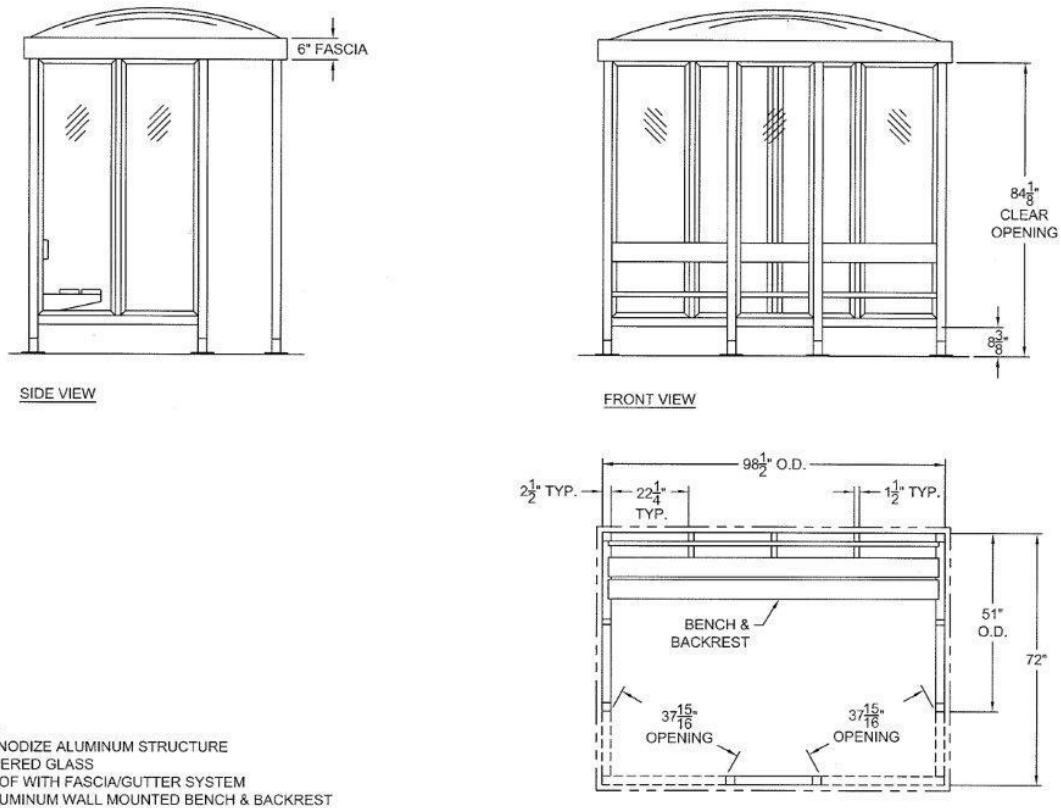 6" FASCIA
84 1/8"
CLEAR
OPENING
8 3/8"
SIDE VIEW
FRONT VIEW
98 1/2" O.D.
2 1/2" TYP.
22 1/4"
TYP.
1 1/2" TYP.
BENCH &
BACKREST
51"
O.D.
72"
37 15/16"
OPENING
37 15/16"
OPENING
NODIZE ALUMINUM STRUCTURE
ERED GLASS
OF WITH FASCIA/GUTTER SYSTEM
UMINUM WALL MOUNTED BENCH & BACKREST